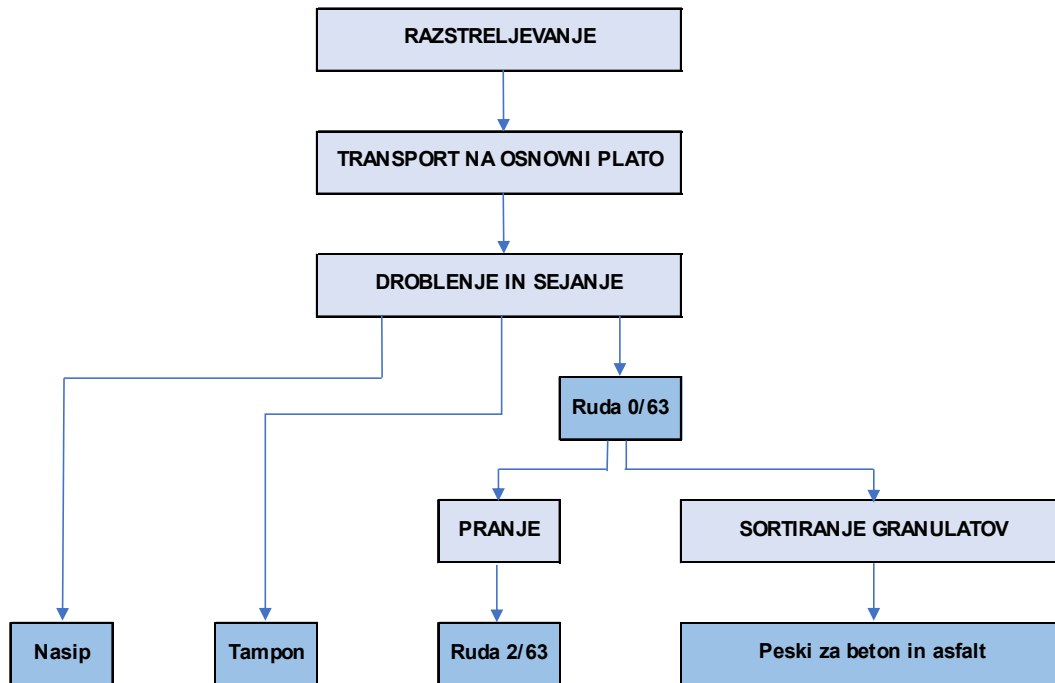 RAZSTRELJEVANJE
TRANSPORT NA OSNOVNI PLATO
DROBLENJE IN SEJANJE
Ruda 0/63
PRANJE
SORTIRANJE GRANULATOV
Nasip
Tampon
Ruda 2/63
Peski za beton in asfalt